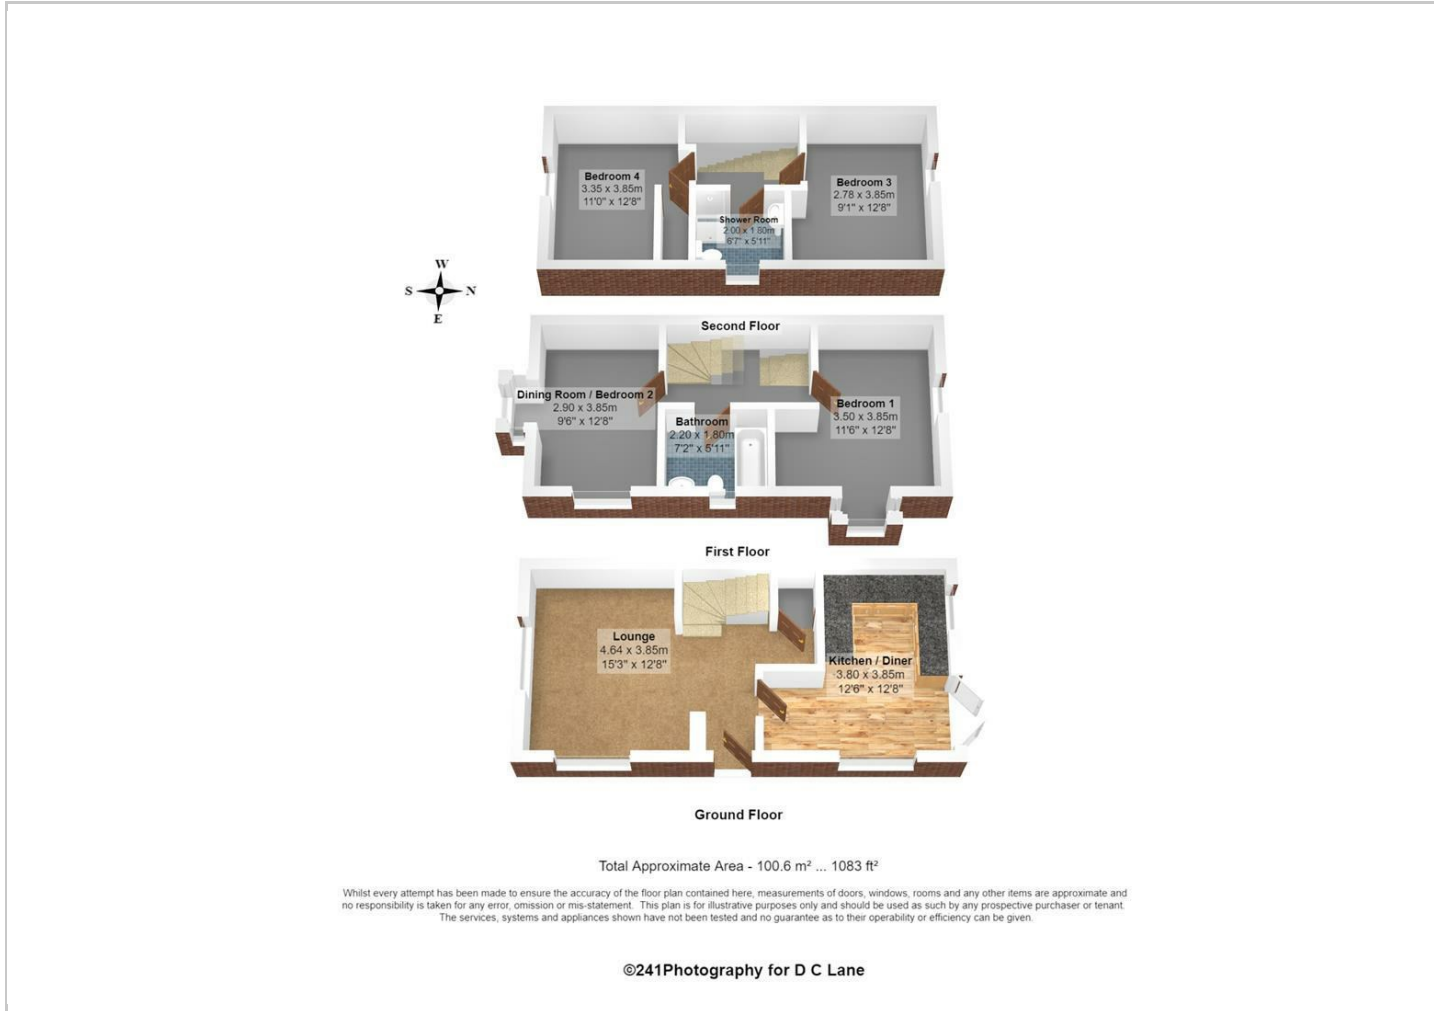 Bedroom 4
3.35 x 3.85m
11'0" x 12'8"
Bedroom 3
2.78 x 3.85m
9'1" x 12'8"
Shower Room
2.00 x 1.80m
6'7" x 5'11"
W
S N
E
Second Floor
Dining Room / Bedroom 2
2.90 x 3.85m
9'6" x 12'8"
Bathroom
2.20 x 1.80m
7'2" x 5'11"
Bedroom 1
3.50 x 3.85m
11'6" x 12'8"
First Floor
Lounge
4.64 x 3.85m
15'3" x 12'8"
Kitchen / Diner
3.80 x 3.85m
12'6" x 12'8"
Ground Floor
Total Approximate Area - 100.6 m² ... 1083 ft²
Whilst every attempt has been made to ensure the accuracy of the floor plan contained here, measurements of doors, windows, rooms and any other items are approximate and
no responsibility is taken for any error, omission or mis-statement. This plan is for illustrative purposes only and should be used as such by any prospective purchaser or tenant.
The services, systems and appliances shown have not been tested and no guarantee as to their operability or efficiency can be given.
©241Photography for D C Lane